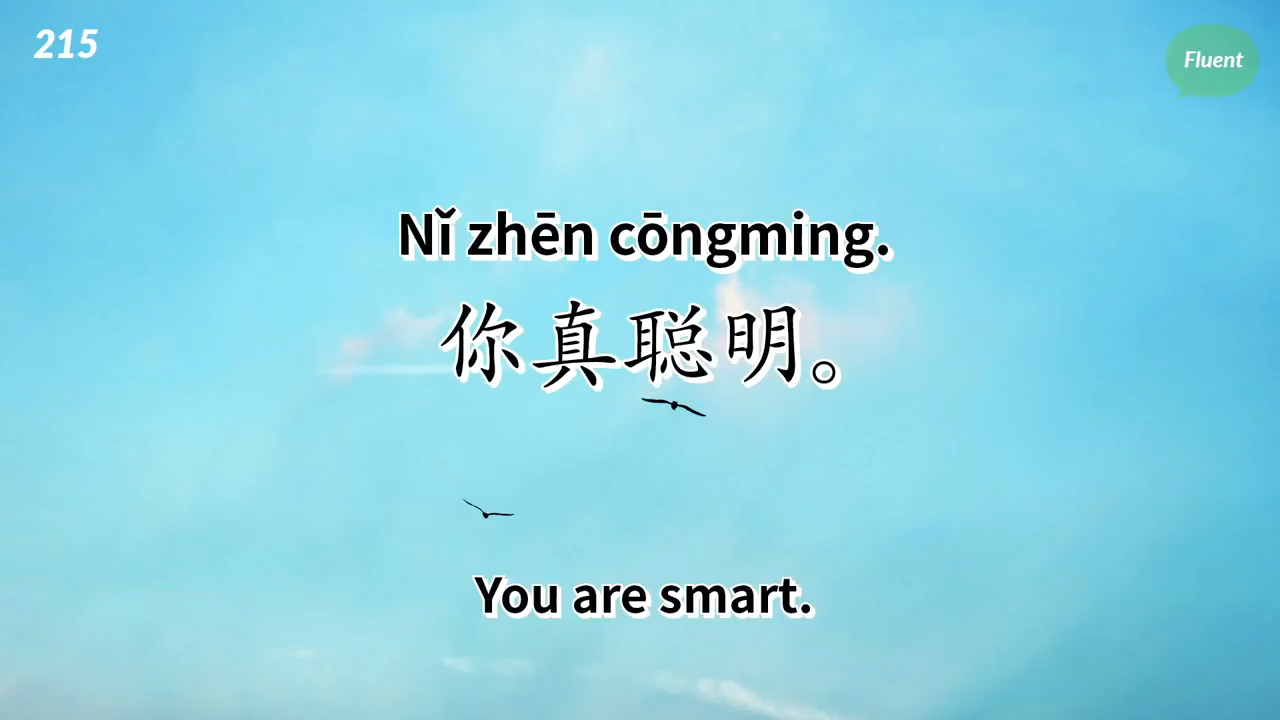 215
Fluent
Nǐ zhēn cōngming.
你真聪明。
You are smart.